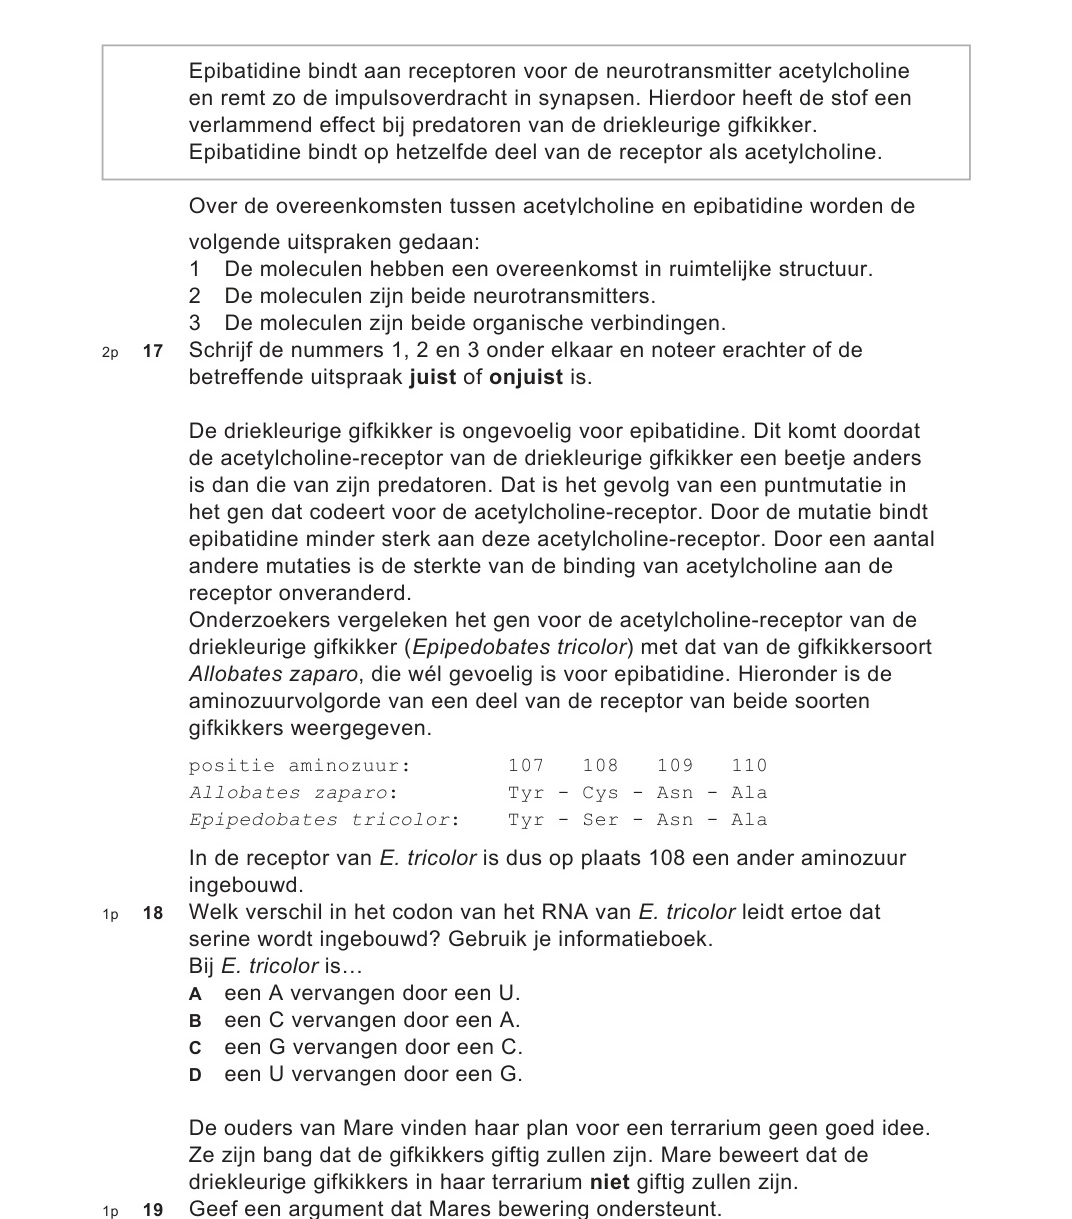 Epibatidine bindt aan receptoren voor de neurotransmitter acetylcholine
en remt zo de impulsoverdracht in synapsen. Hierdoor heeft de stof een
verlammend effect bij predatoren van de driekleurige gifkikker.
Epibatidine bindt op hetzelfde deel van de receptor als acetylcholine.
Over de overeenkomsten tussen acetylcholine en epibatidine worden de
volgende uitspraken gedaan:
1 De moleculen hebben een overeenkomst in ruimtelijke structuur.
2 De moleculen zijn beide neurotransmitters.
3 De moleculen zijn beide organische verbindingen.
2p 17 Schrijf de nummers 1, 2 en 3 onder elkaar en noteer erachter of de
betreffende uitspraak juist of onjuist is.
De driekleurige gifkikker is ongevoelig voor epibatidine. Dit komt doordat
de acetylcholine-receptor van de driekleurige gifkikker een beetje anders
is dan die van zijn predatoren. Dat is het gevolg van een puntmutatie in
het gen dat codeert voor de acetylcholine-receptor. Door de mutatie bindt
epibatidine minder sterk aan deze acetylcholine-receptor. Door een aantal
andere mutaties is de sterkte van de binding van acetylcholine aan de
receptor onveranderd.
Onderzoekers vergeleken het gen voor de acetylcholine-receptor van de
driekleurige gifkikker (Epipedobates tricolor) met dat van de gifkikkersoort
Allobates zaparo, die wél gevoelig is voor epibatidine. Hieronder is de
aminozuurvolgorde van een deel van de receptor van beide soorten
gifkikkers weergegeven.
positie aminozuur: 107 108 109 110
Allobates zaparo: Tyr - Cys - Asn - Ala
Epipedobates tricolor: Tyr - Ser - Asn - Ala
In de receptor van E. tricolor is dus op plaats 108 een ander aminozuur
ingebouwd.
1p 18 Welk verschil in het codon van het RNA van E. tricolor leidt ertoe dat
serine wordt ingebouwd? Gebruik je informatieboek.
Bij E. tricolor is…
A een A vervangen door een U.
B een C vervangen door een A.
C een G vervangen door een C.
D een U vervangen door een G.
De ouders van Mare vinden haar plan voor een terrarium geen goed idee.
Ze zijn bang dat de gifkikkers giftig zullen zijn. Mare beweert dat de
driekleurige gifkikkers in haar terrarium niet giftig zullen zijn.
1p 19 Geef een argument dat Mares bewering ondersteunt.